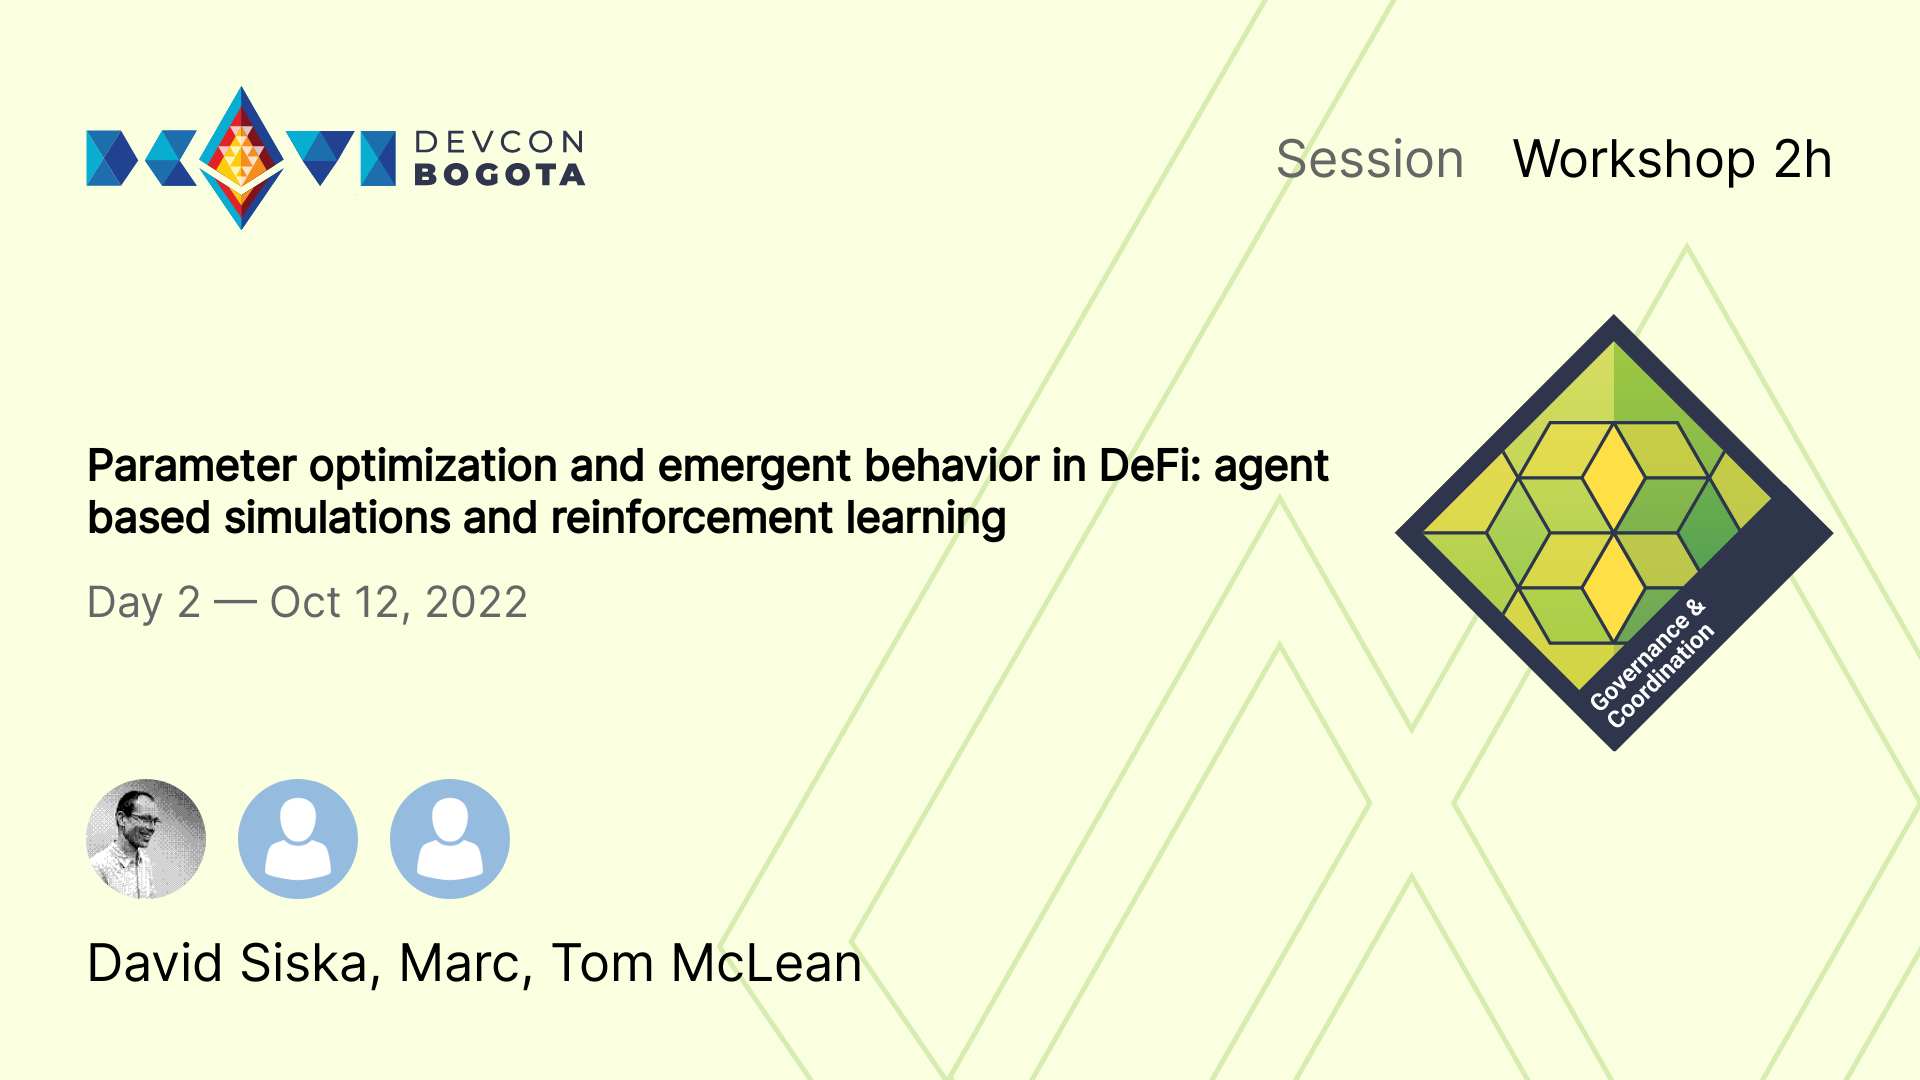 DEVCON
BOGOTA
Session Workshop 2h
Parameter optimization and emergent behavior in DeFi: agent
based simulations and reinforcement learning
Day 2 — Oct 12, 2022
Governance &
Coordination
David Siska, Marc, Tom McLean